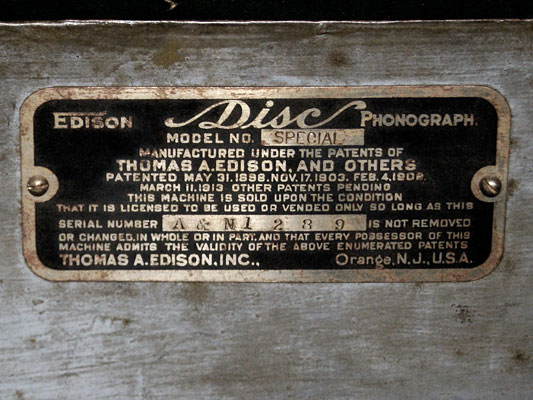 EDISON Disc PHONOGRAPH.
MODEL NO. SPECIAL
MANUFACTURED UNDER THE PATENTS OF
THOMAS A. EDISON, AND OTHERS
PATENTED MAY. 31. 1898. NOV. 17. 1903. FEB. 4. 1908.
MARCH 11. 1913 OTHER PATENTS PENDING
THIS MACHINE IS SOLD UPON THE CONDITION
THAT IT IS LICENSED TO BE USED OR VENDED ONLY SO LONG AS THIS
SERIAL NUMBER A & N1 289 IS NOT REMOVED
OR CHANGED, IN WHOLE OR IN PART, AND THAT EVERY POSSESSOR OF THIS
MACHINE ADMITS THE VALIDITY OF THE ABOVE ENUMERATED PATENTS
THOMAS A. EDISON, INC., Orange, N.J., U.S.A.